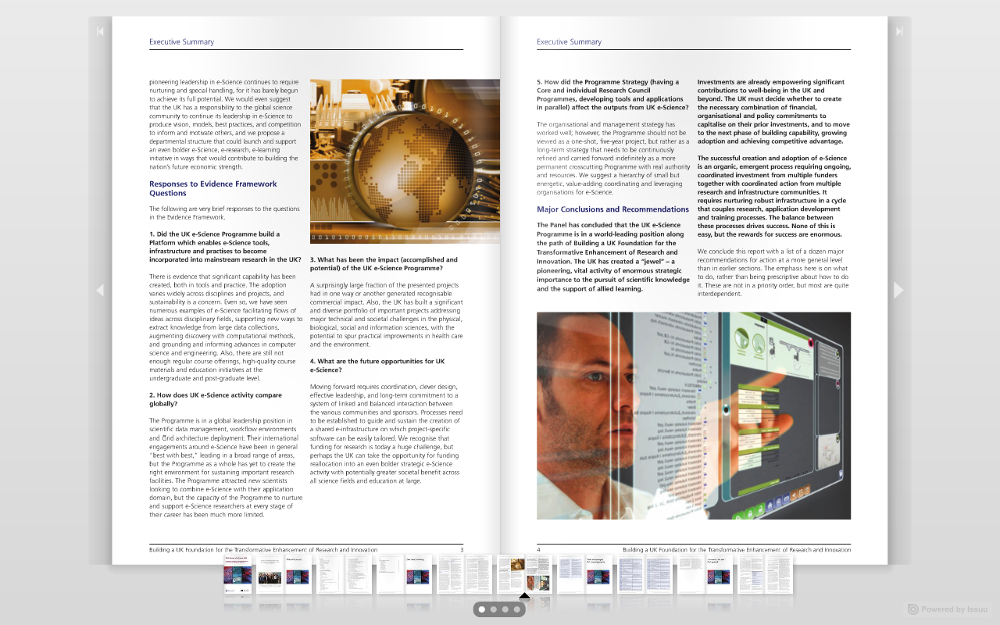 Executive Summary
pioneering leadership in e-Science continues to require
nurturing and special handling, for it has barely begun
to achieve its full potential. We would even suggest
that the UK has a responsibility to the global science
community to continue its leadership in e-Science to
produce vision, models, best practices, and competition
to inform and motivate others, and we propose a
departmental structure that could launch and support
an even bolder e-Science, e-research, e-learning
initiative in ways that would contribute to building the
nation's future economic strength.
Responses to Evidence Framework
Questions
The following are very brief responses to the questions
in the Evidence Framework.
1. Did the UK e-Science Programme build a
Platform which enables e-Science tools,
infrastructure and practises to become
incorporated into mainstream research in the UK?
There is evidence that significant capability has been
created, both in tools and practice. The adoption
varies widely across disciplines and projects, and
sustainability is a concern. Even so, we have seen
numerous examples of e-Science facilitating flows of
ideas across disciplinary fields, supporting new ways to
extract knowledge from large data collections,
augmenting discovery with computational methods,
and grounding and informing advances in computer
science and engineering. Also, there are still not
enough regular course offerings, high-quality course
materials and education initiatives at the
undergraduate and post-graduate level.
2. How does UK e-Science activity compare
globally?
The Programme is in a global leadership position in
scientific data management, workflow environments
and Grid architecture deployment. Their international
engagements around e-Science have been in general
"best with best," leading in a broad range of areas,
but the Programme as a whole has yet to create the
right environment for sustaining important research
facilities. The Programme attracted new scientists
looking to combine e-Science with their application
domain, but the capacity of the Programme to nurture
and support e-Science researchers at every stage of
their career has been much more limited.
3. What has been the impact (accomplished and
potential) of the UK e-Science Programme?
A surprisingly large fraction of the presented projects
had in one way or another generated recognisable
commercial impact. Also, the UK has built a significant
and diverse portfolio of important projects addressing
major technical and societal challenges in the physical,
biological, social and information sciences, with the
potential to spur practical improvements in health care
and the environment.
4. What are the future opportunities for UK
e-Science?
Moving forward requires coordination, clever design,
effective leadership, and long-term commitment to a
system of linked and balanced interaction between
the various communities and sponsors. Processes need
to be established to guide and sustain the creation of
a shared e-infrastructure on which project-specific
software can be easily tailored. We recognise that
funding for research is today a huge challenge, but
perhaps the UK can take the opportunity for funding
reallocation into an even bolder strategic e-Science
activity with potentially greater societal benefit across
all science fields and education at large.
Building a UK Foundation for the Transformative Enhancement of Research and Innovation 3
Executive Summary
5. How did the Programme Strategy (having a
Core and individual Research Council
Programmes, developing tools and applications
in parallel) affect the outputs from UK e-Science?
The organisational and management strategy has
worked well; however, the Programme should not be
viewed as a one-shot, five-year project, but rather as a
long-term strategy that needs to be continuously
refined and carried forward indefinitely as a more
permanent crosscutting Programme with real authority
and resources. We suggest a hierarchy of small but
energetic, value-adding coordinating and leveraging
organisations for e-Science.
Major Conclusions and Recommendations
The Panel has concluded that the UK e-Science
Programme is in a world-leading position along
the path of Building a UK Foundation for the
Transformative Enhancement of Research and
Innovation. The UK has created a "jewel" – a
pioneering, vital activity of enormous strategic
importance to the pursuit of scientific knowledge
and the support of allied learning.
Investments are already empowering significant
contributions to well-being in the UK and
beyond. The UK must decide whether to create
the necessary combination of financial,
organisational and policy commitments to
capitalise on their prior investments, and to move
to the next phase of building capability, growing
adoption and achieving competitive advantage.
The successful creation and adoption of e-Science
is an organic, emergent process requiring ongoing,
coordinated investment from multiple funders
together with coordinated action from multiple
research and infrastructure communities. It
requires nurturing robust infrastructure in a cycle
that couples research, application development
and training processes. The balance between
these processes drives success. None of this is
easy, but the rewards for success are enormous.
We conclude this report with a list of a dozen major
recommendations for action at a more general level
than in earlier sections. The emphasis here is on what
to do, rather than being prescriptive about how to do
it. These are not in a priority order, but most are quite
interdependent.
4 Building a UK Foundation for the Transformative Enhancement of Research and Innovation
Powered by Issuu